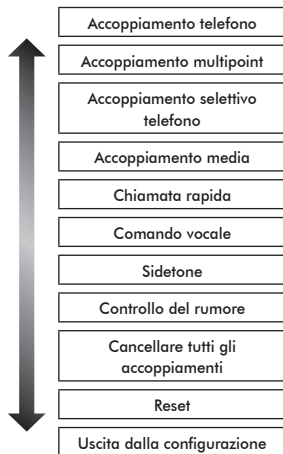 Accoppiamento telefono
Accoppiamento multipoint
Accoppiamento selettivo
telefono
Accoppiamento media
Chiamata rapida
Comando vocale
Sidetone
Controllo del rumore
Cancellare tutti gli
accoppiamenti
Reset
Uscita dalla configurazione